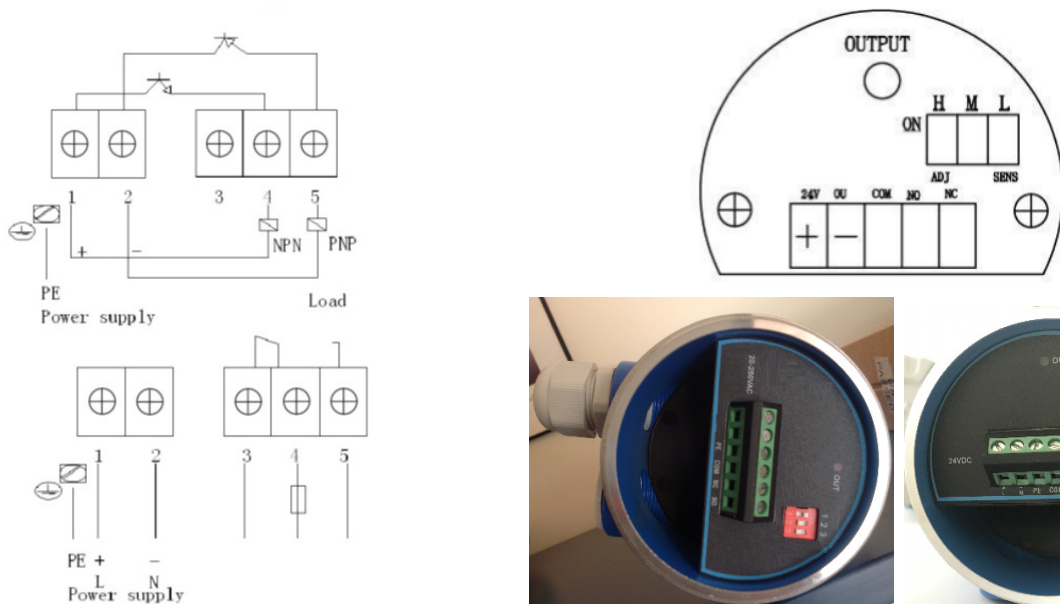 1 2 3 4 5
+ −
NPN PNP
PE
Load
Power supply
1 2 3 4 5
PE + −
L N
Power supply
OUTPUT
H M L
ON
ADJ SENS
24V OU COM NO NC
+ −
20-250VAC
PE COM NC NO
OUT
1 2 3
24VDC
+ -
L N PE